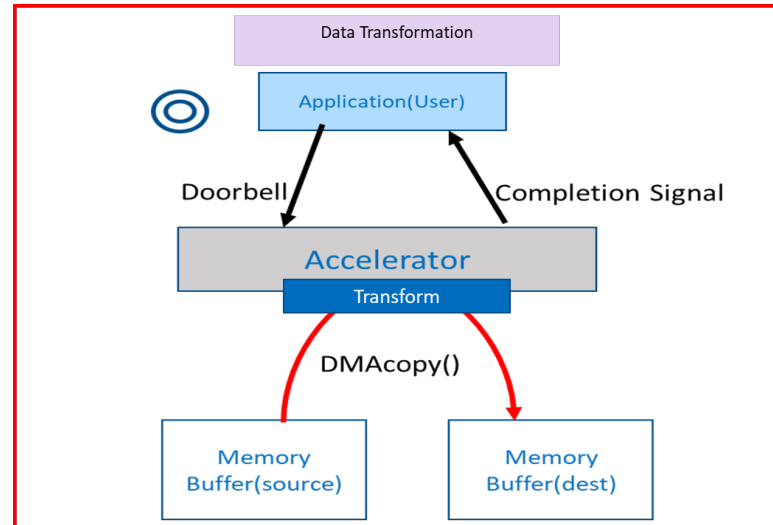 Data Transformation
Application(User)
Doorbell
Completion Signal
Accelerator
Transform
DMAcopy()
Memory
Buffer(source)
Memory
Buffer(dest)